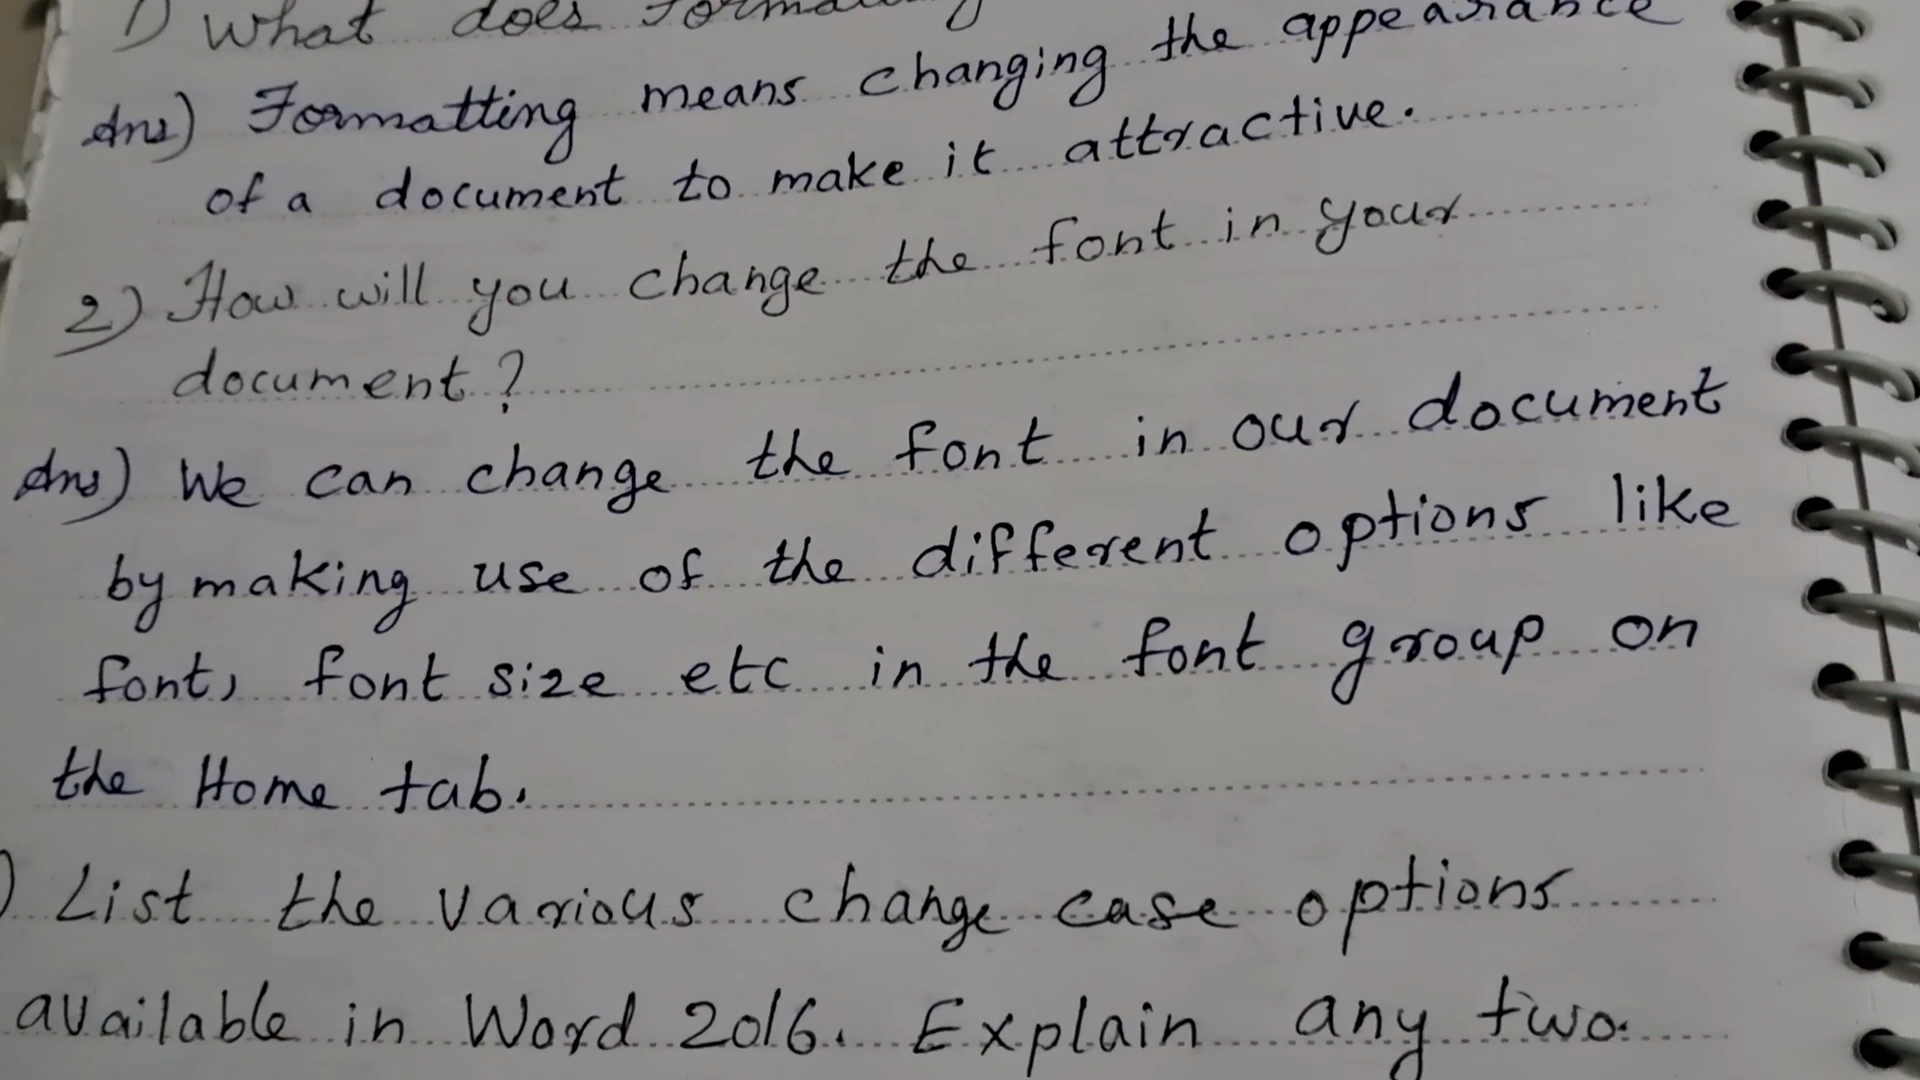 1) What does Formatting
Ans) Formatting means changing the appearance
of a document to make it attractive.
2) How will you change the font in your
document?
Ans) We can change the font in our document
by making use of the different options like
font, font size etc in the font group on
the Home tab.
) List the various change case options
available in Word 2016. Explain any two.